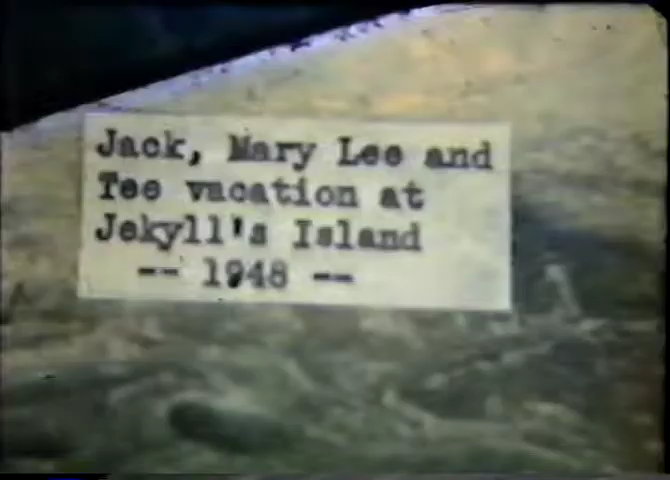 Jack, Mary Lee and
Tee vacation at
Jekyll's Island
-- 1948 --